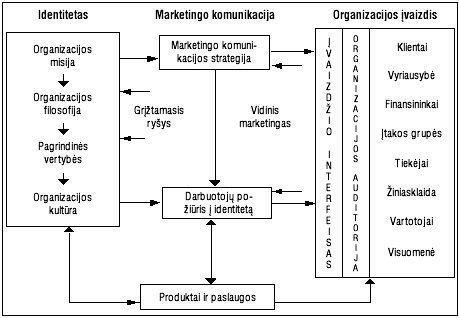 Identitetas
Marketingo komunikacija
Organizacijos įvaizdis
Organizacijos
misija
Organizacijos
filosofija
Pagrindinės
vertybės
Organizacijos
kultūra
Grįžtamasis
ryšys
Marketingo komuni-
kacijos strategija
Vidinis
marketingas
Darbuotojų po-
žiūris į identitetą
Produktai ir paslaugos
ĮVAIZDŽIO INTERFEISAS
ORGANIZACIJOS AUDITORIJA
Klientai
Vyriausybė
Finansininkai
Įtakos grupės
Tiekėjai
Žiniasklaida
Vartotojai
Visuomenė